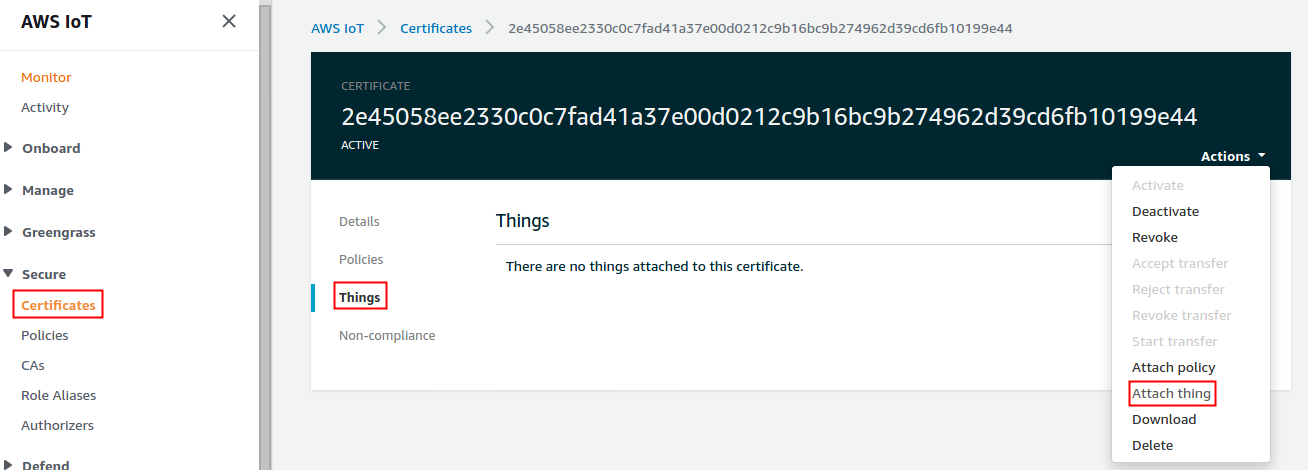 AWS IoT
Monitor
Activity
Onboard
Manage
Greengrass
Secure
Certificates
Policies
CAs
Role Aliases
Authorizers
Defend
AWS IoT > Certificates > 2e45058ee2330c0c7fad41a37e00d0212c9b16bc9b274962d39cd6fb10199e44
CERTIFICATE
2e45058ee2330c0c7fad41a37e00d0212c9b16bc9b274962d39cd6fb10199e44
ACTIVE
Actions
Details
Policies
Things
Non-compliance
Things
There are no things attached to this certificate.
Activate
Deactivate
Revoke
Accept transfer
Reject transfer
Revoke transfer
Start transfer
Attach policy
Attach thing
Download
Delete